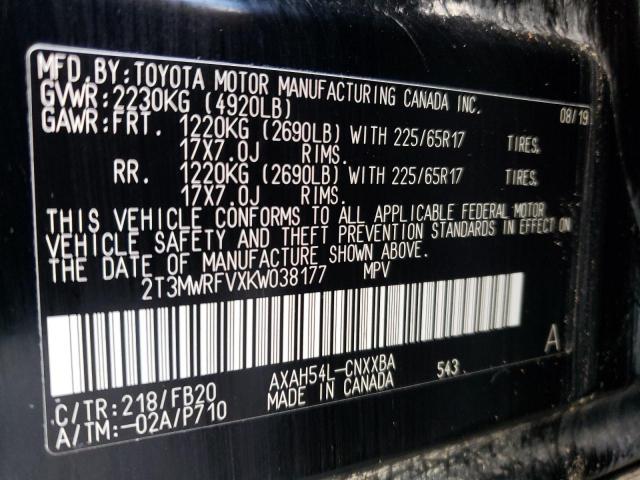 MFD.BY:TOYOTA MOTOR MANUFACTURING CANADA INC. 08/19
GVWR:2230KG (4920LB)
GAWR:FRT. 1220KG (2690LB) WITH 225/65R17 TIRES,
17X7.0J RIMS.
RR. 1220KG (2690LB) WITH 225/65R17 TIRES,
17X7.0J RIMS.
THIS VEHICLE CONFORMS TO ALL APPLICABLE FEDERAL MOTOR
VEHICLE SAFETY AND THEFT PREVENTION STANDARDS IN EFFECT ON
THE DATE OF MANUFACTURE SHOWN ABOVE.
2T3MWRFVXKW038177 MPV
A
C/TR:218/FB20 AXAH54L-CNXXBA 543
A/TM:-02A/P710 MADE IN CANADA